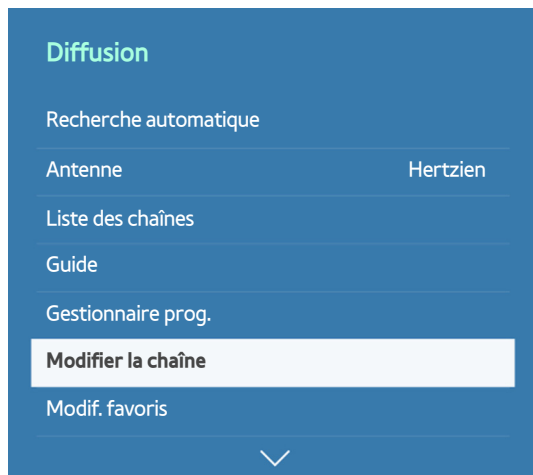 Diffusion
Recherche automatique
Antenne Hertzien
Liste des chaînes
Guide
Gestionnaire prog.
Modifier la chaîne
Modif. favoris